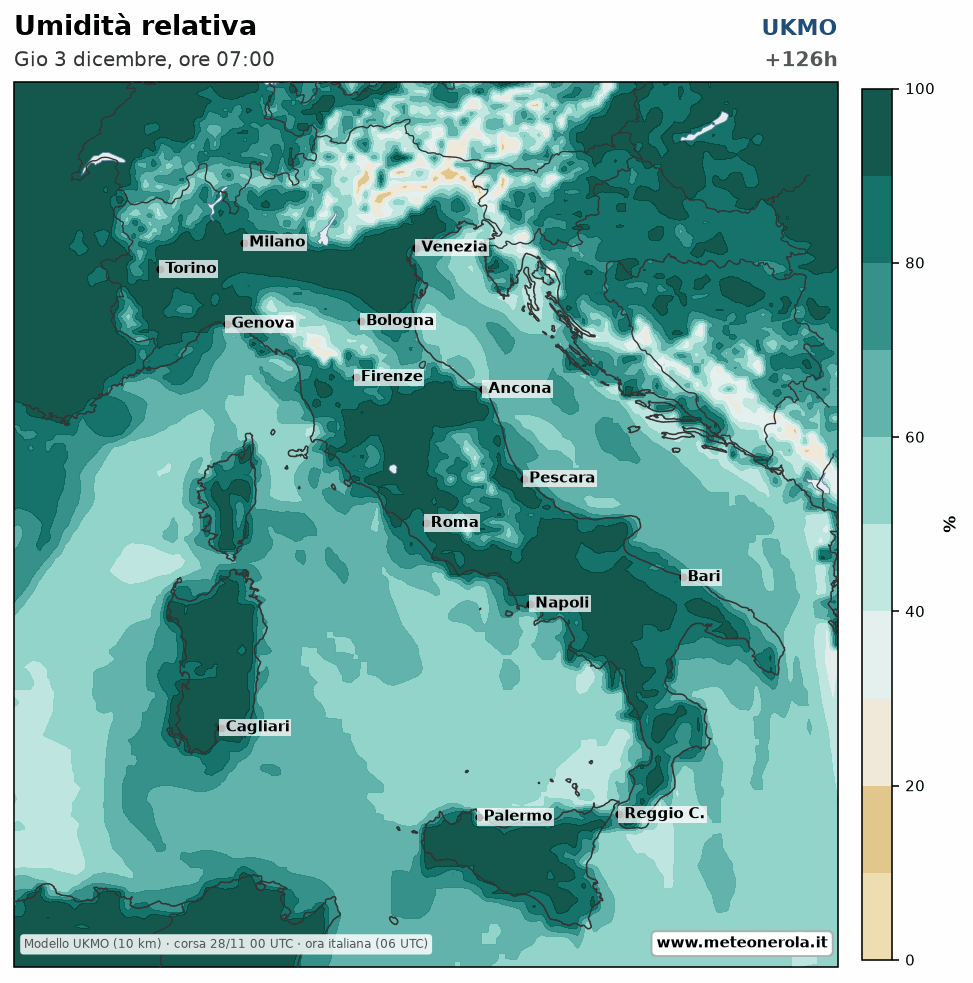 Umidità relativa
UKMO
Gio 3 dicembre, ore 07:00
+126h
100
80
60
40
20
0
%
Milano
Venezia
Torino
Genova
Bologna
Firenze
Ancona
Pescara
Roma
Bari
Napoli
Cagliari
Palermo
Reggio C.
Modello UKMO (10 km) · corsa 28/11 00 UTC · ora italiana (06 UTC)
www.meteonerola.it